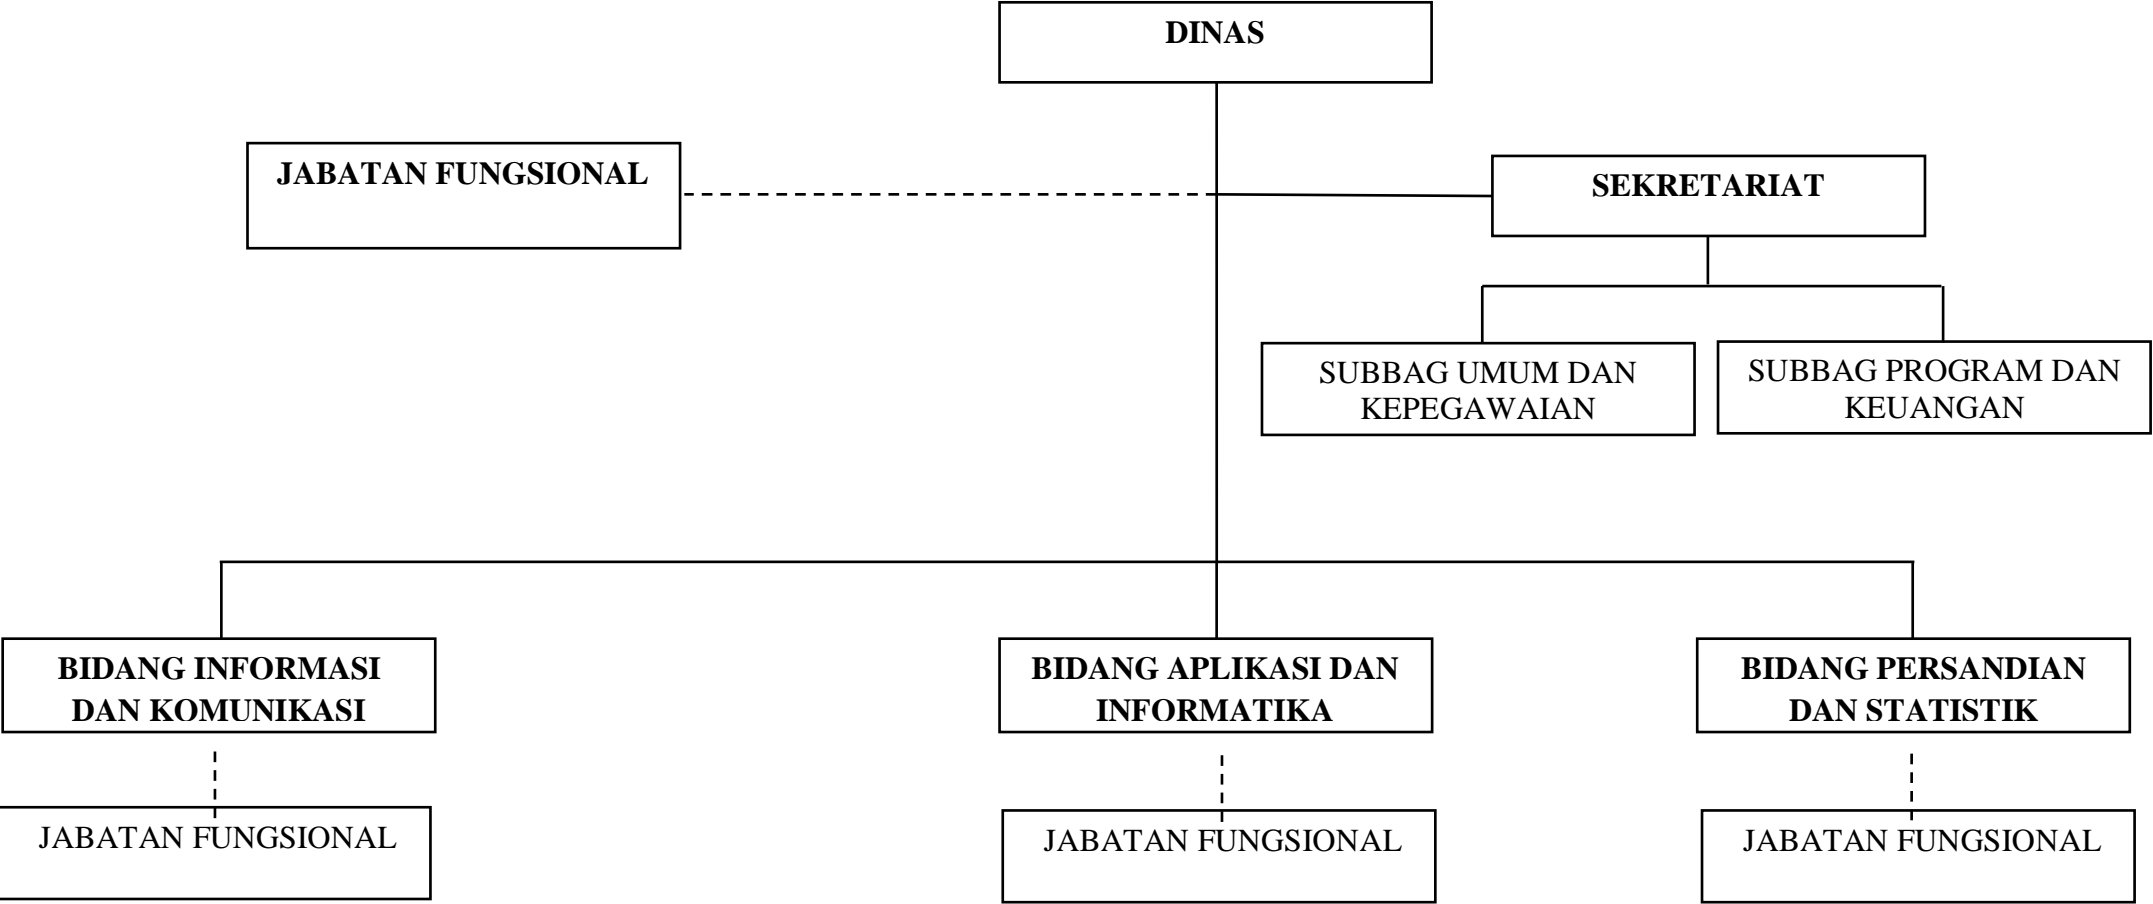 DINAS
JABATAN FUNGSIONAL
SEKRETARIAT
SUBBAG UMUM DAN
KEPEGAWAIAN
SUBBAG PROGRAM DAN
KEUANGAN
BIDANG INFORMASI
DAN KOMUNIKASI
BIDANG APLIKASI DAN
INFORMATIKA
BIDANG PERSANDIAN
DAN STATISTIK
JABATAN FUNGSIONAL
JABATAN FUNGSIONAL
JABATAN FUNGSIONAL